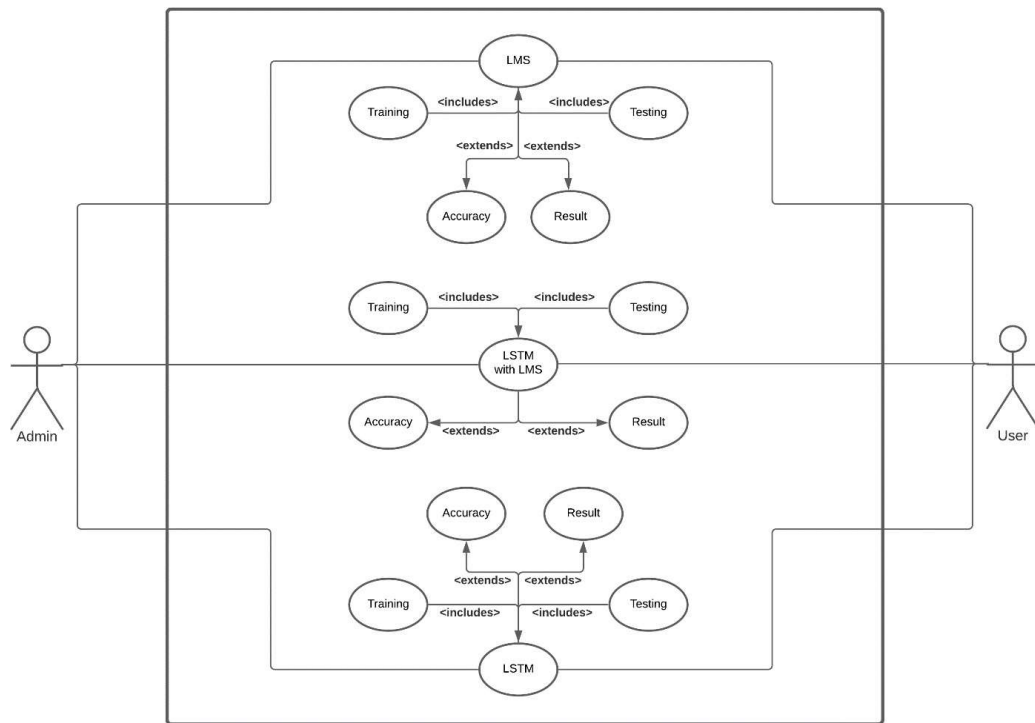 LMS
Training
<includes>
<includes>
Testing
<extends>
<extends>
Accuracy
Result
Training
<includes>
<includes>
Testing
LSTM
with LMS
Admin
User
Accuracy
<extends>
<extends>
Result
Accuracy
Result
<extends>
<extends>
Training
<includes>
<includes>
Testing
LSTM